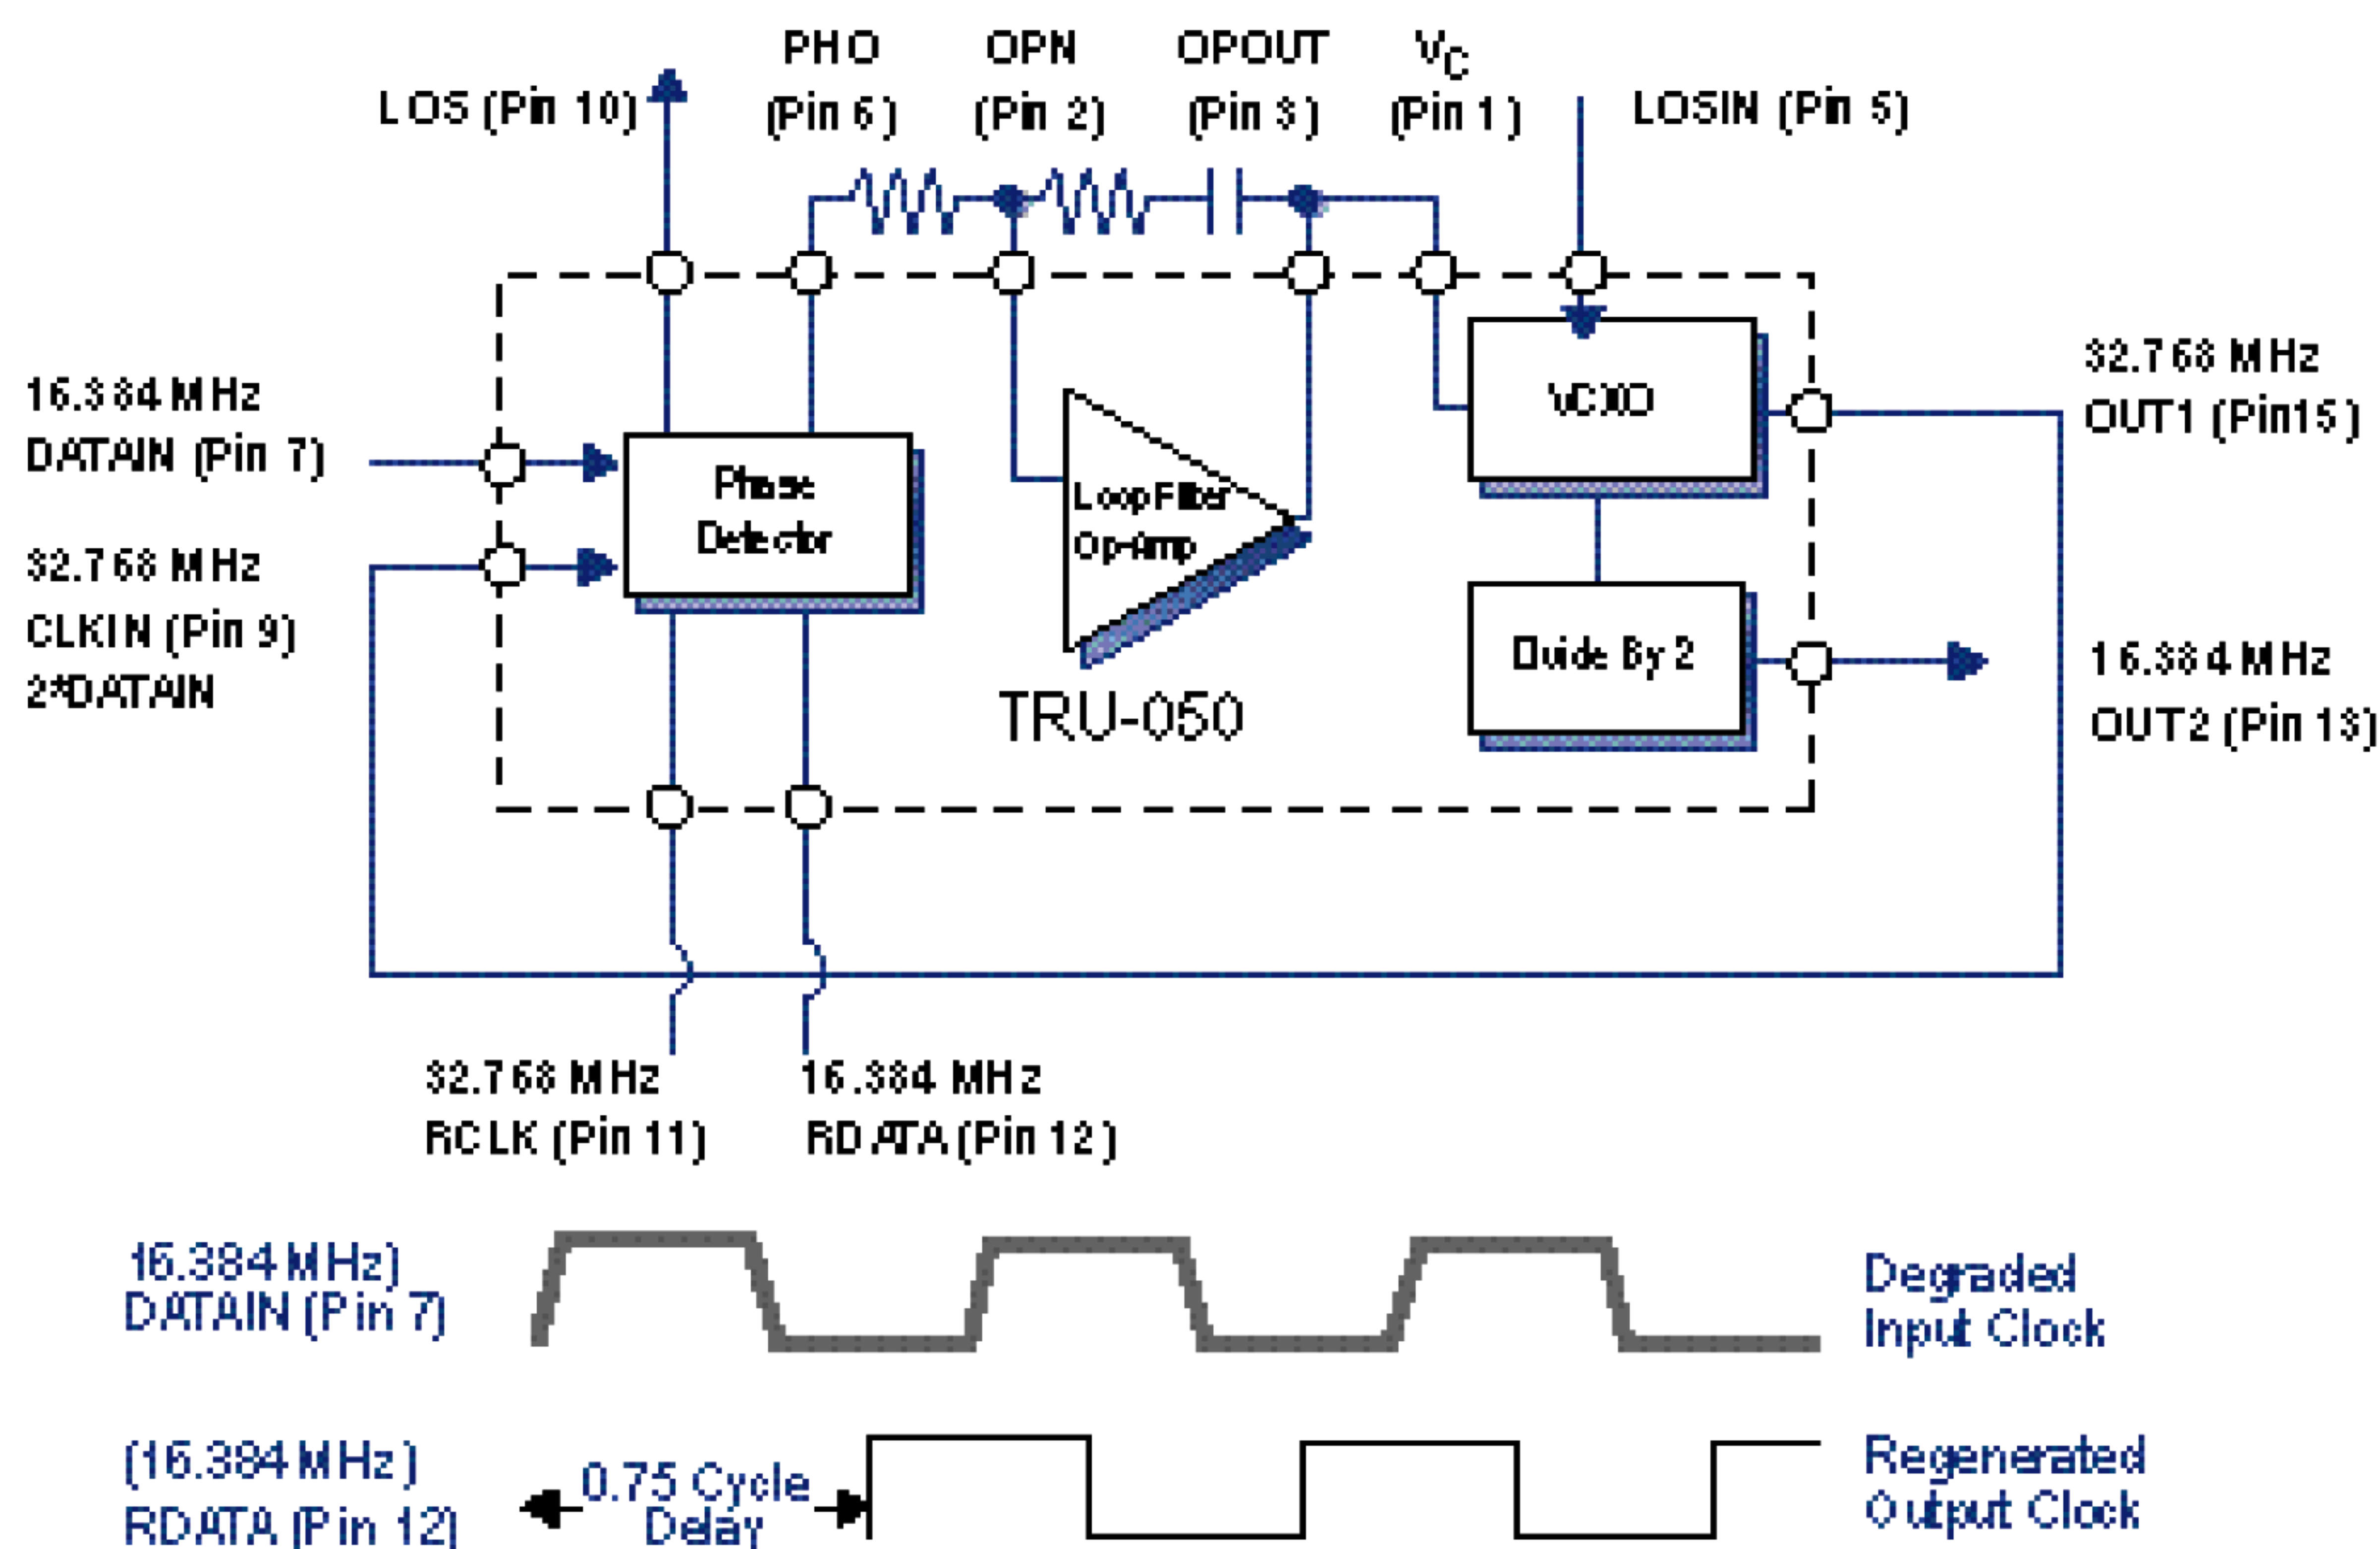 PHO
(Pin 6)
OPN
(Pin 2)
OPOUT
(Pin 3)
VC
(Pin 1)
LOS (Pin 10)
LOSIN (Pin 5)
16.384 MHz
DATAIN (Pin 7)
32.768 MHz
CLKIN (Pin 9)
2*DATAIN
Phase
Detector
Loop Filter
Op-Amp
VCXO
Divide By 2
TRU-050
32.768 MHz
OUT1 (Pin15)
16.384 MHz
OUT2 (Pin 13)
32.768 MHz
RCLK (Pin 11)
16.384 MHz
RDATA (Pin 12)
16.384 MHz)
DATAIN (Pin 7)
Degraded
Input Clock
(16.384 MHz)
RDATA (Pin 12)
0.75 Cycle
Delay
Regenerated
Output Clock